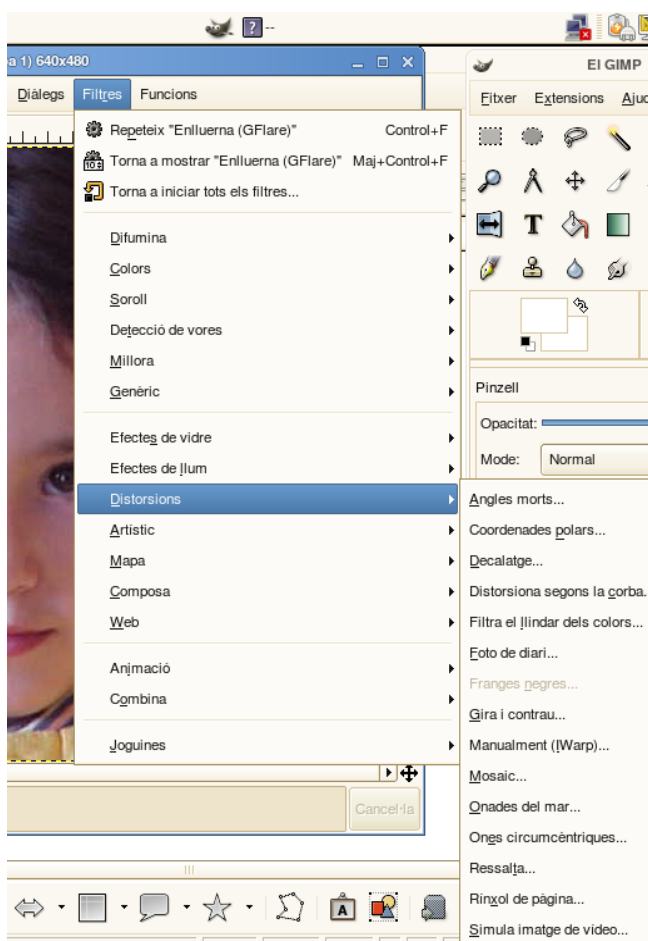 ?
--
a 1) 640x480
Diàlegs Filtres Funcions
Repeteix "Enlluerna (GFlare)" Control+F
Torna a mostrar "Enlluerna (GFlare)" Maj+Control+F
Torna a iniciar tots els filtres...
Difumina
Colors
Soroll
Detecció de vores
Millora
Genèric
Efectes de vidre
Efectes de llum
Distorsions
Artístic
Mapa
Composa
Web
Animació
Combina
Joguines
Cancel·la
A
El GIMP
Fitxer Extensions Ajud
T
Pinzell
Opacitat:
Mode: Normal
Angles morts...
Coordenades polars...
Decalatge...
Distorsiona segons la corba.
Filtra el llindar dels colors...
Foto de diari...
Franges negres...
Gira i contrau...
Manualment (IWarp)...
Mosaic...
Onades del mar...
Ones circumcèntriques...
Ressalta...
Rínxol de pàgina...
Simula imatge de vídeo...